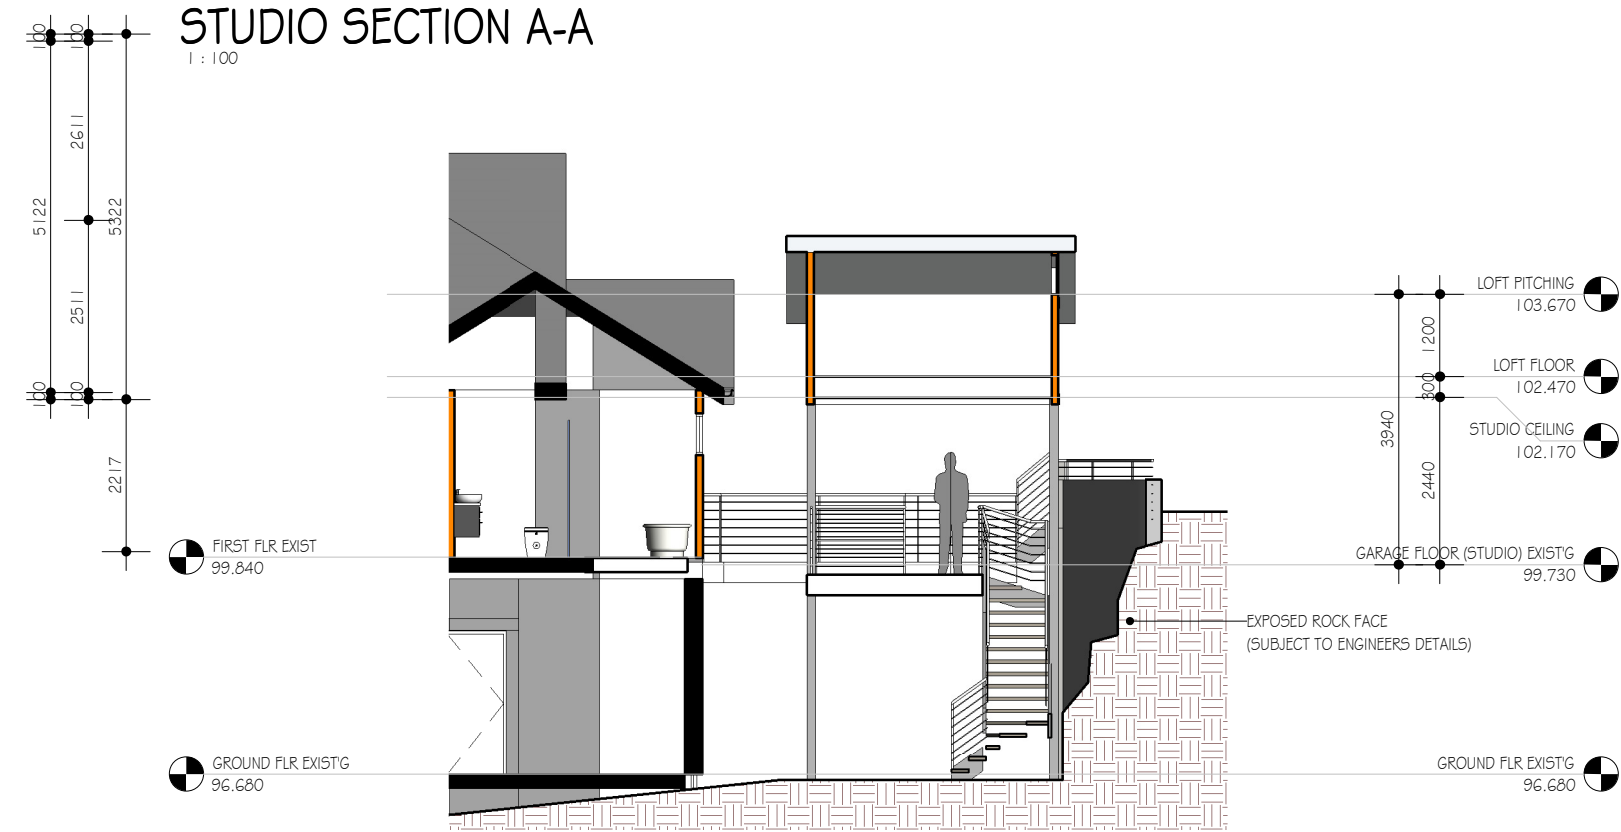 STUDIO SECTION A-A
1 : 100
100
100
2611
5122
5322
2511
100
100
2217
LOFT PITCHING
103.670
1200
LOFT FLOOR
102.470
300
STUDIO CEILING
102.170
3940
2440
FIRST FLR EXIST
99.840
GARAGE FLOOR (STUDIO) EXIST'G
99.730
EXPOSED ROCK FACE
(SUBJECT TO ENGINEERS DETAILS)
GROUND FLR EXIST'G
96.680
GROUND FLR EXIST'G
96.680